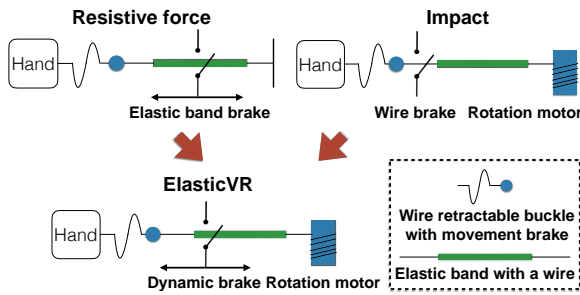 Resistive force
Impact
Hand
Hand
Elastic band brake
Wire brake
Rotation motor
ElasticVR
Hand
Dynamic brake
Rotation motor
Wire retractable buckle
with movement brake
Elastic band with a wire